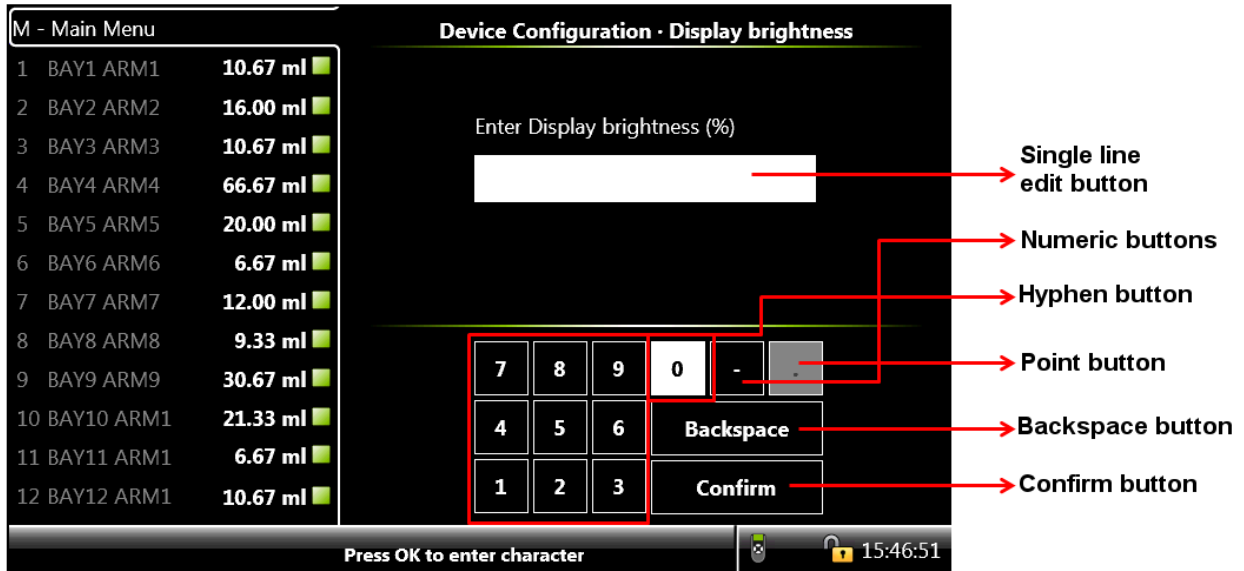 M - Main Menu
1 BAY1 ARM1 10.67 ml
2 BAY2 ARM2 16.00 ml
3 BAY3 ARM3 10.67 ml
4 BAY4 ARM4 66.67 ml
5 BAY5 ARM5 20.00 ml
6 BAY6 ARM6 6.67 ml
7 BAY7 ARM7 12.00 ml
8 BAY8 ARM8 9.33 ml
9 BAY9 ARM9 30.67 ml
10 BAY10 ARM1 21.33 ml
11 BAY11 ARM1 6.67 ml
12 BAY12 ARM1 10.67 ml
Device Configuration · Display brightness
Enter Display brightness (%)
7 8 9 0 - .
4 5 6 Backspace
1 2 3 Confirm
Press OK to enter character
15:46:51
Single line
edit button
Numeric buttons
Hyphen button
Point button
Backspace button
Confirm button